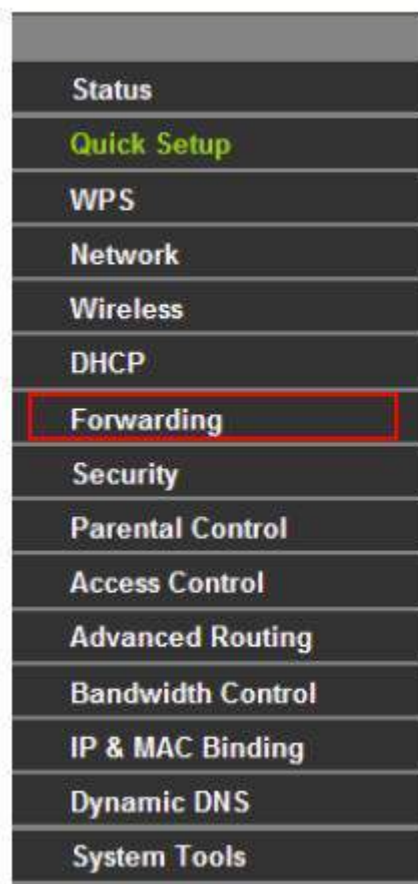 Status
Quick Setup
WPS
Network
Wireless
DHCP
Forwarding
Security
Parental Control
Access Control
Advanced Routing
Bandwidth Control
IP & MAC Binding
Dynamic DNS
System Tools